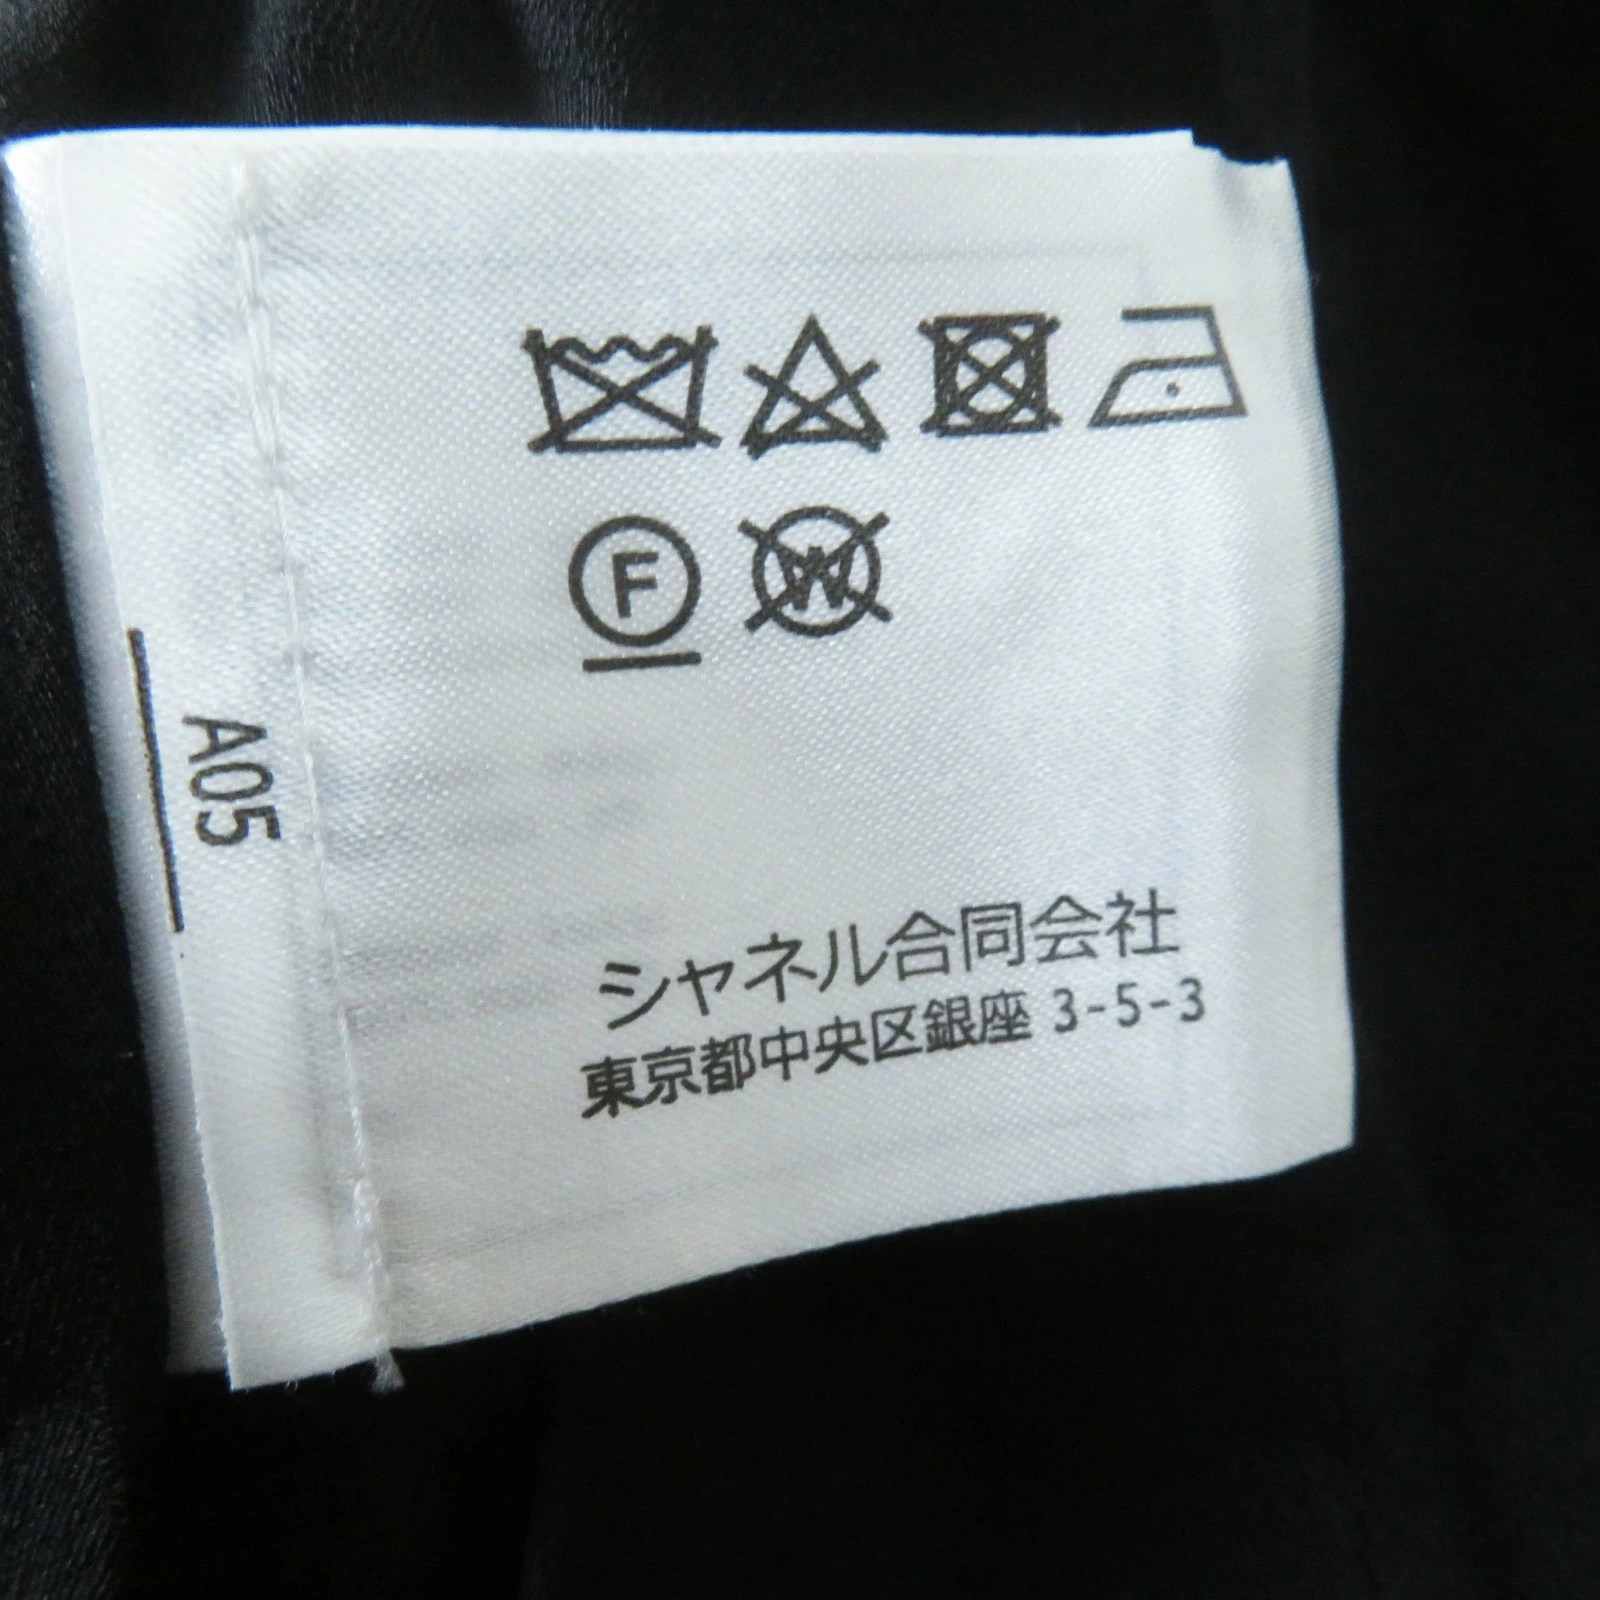 F W
A05
シャネル合同会社
東京都中央区銀座 3-5-3